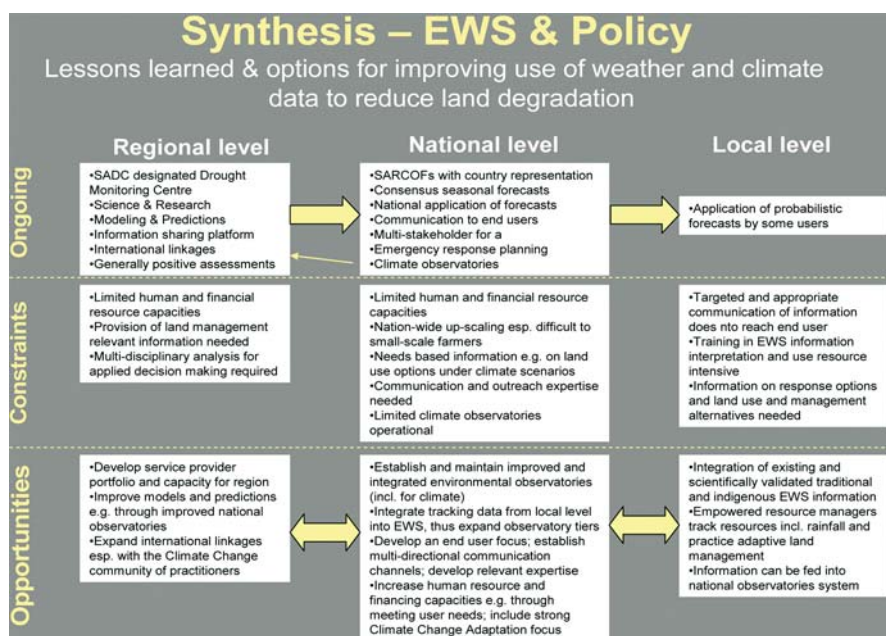 Synthesis – EWS & Policy
Lessons learned & options for improving use of weather and climate
data to reduce land degradation
Regional level
National level
Local level
Ongoing
•SADC designated Drought
Monitoring Centre
•Science & Research
•Modeling & Predictions
•Information sharing platform
•International linkages
•Generally positive assessments
•SARCOFs with country representation
•Consensus seasonal forecasts
•National application of forecasts
•Communication to end users
•Multi-stakeholder for a
•Emergency response planning
•Climate observatories
•Application of probabilistic
forecasts by some users
Constraints
•Limited human and financial
resource capacities
•Provision of land management
relevant information needed
•Multi-disciplinary analysis for
applied decision making required
•Limited human and financial resource
capacities
•Nation-wide up-scaling esp. difficult to
small-scale farmers
•Needs based information e.g. on land
use options under climate scenarios
•Communication and outreach expertise
needed
•Limited climate observatories
operational
•Targeted and appropriate
communication of information
does nto reach end user
•Training in EWS information
interpretation and use resource
intensive
•Information on response options
and land use and management
alternatives needed
Opportunities
•Develop service provider
portfolio and capacity for region
•Improve models and predictions
e.g. through improved national
observatories
•Expand international linkages
esp. with the Climate Change
community of practitioners
•Establish and maintain improved and
integrated environmental observatories
(incl. for climate)
•Integrate tracking data from local level
into EWS, thus expand observatory tiers
•Develop an end user focus; establish
multi-directional communication
channels; develop relevant expertise
•Increase human resource and
financing capacities e.g. through
meeting user needs; include strong
Climate Change Adaptation focus
•Integration of existing and
scientifically validated traditional
and indigenous EWS information
•Empowered resource managers
track resources incl. rainfall and
practice adaptive land
management
•Information can be fed into
national observatories system